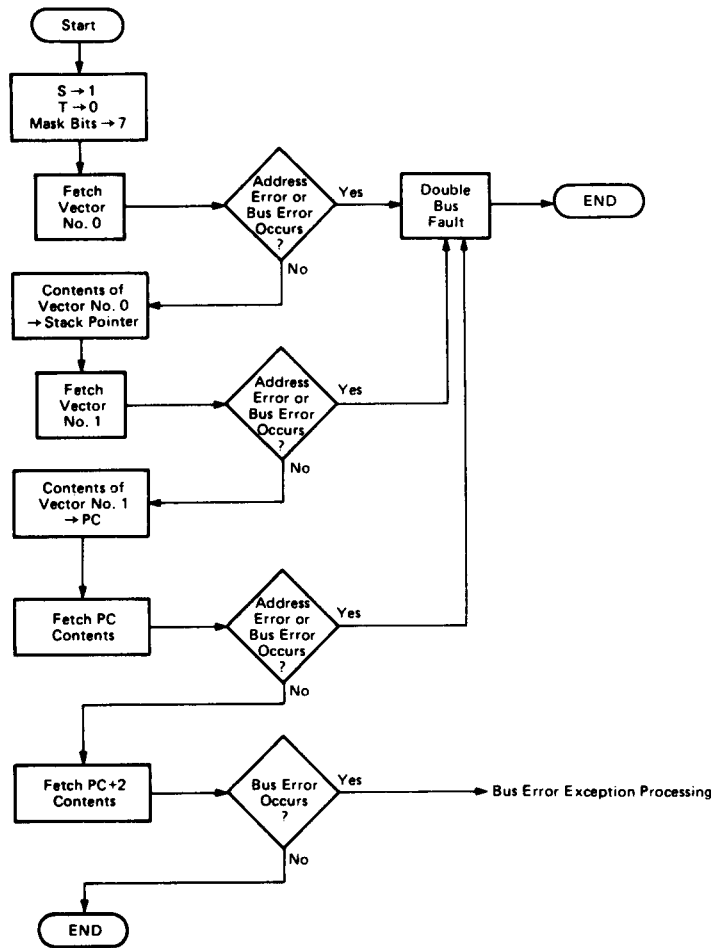 Start
S → 1
T → 0
Mask Bits → 7
Fetch
Vector
No. 0
Address
Error or
Bus Error
Occurs
?
Yes
No
Double
Bus
Fault
END
Contents of
Vector No. 0
→ Stack Pointer
Fetch
Vector
No. 1
Address
Error or
Bus Error
Occurs
?
Yes
No
Contents of
Vector No. 1
→ PC
Fetch PC
Contents
Address
Error or
Bus Error
Occurs
?
Yes
No
Fetch PC+2
Contents
Bus Error
Occurs
?
Yes
No
Bus Error Exception Processing
END